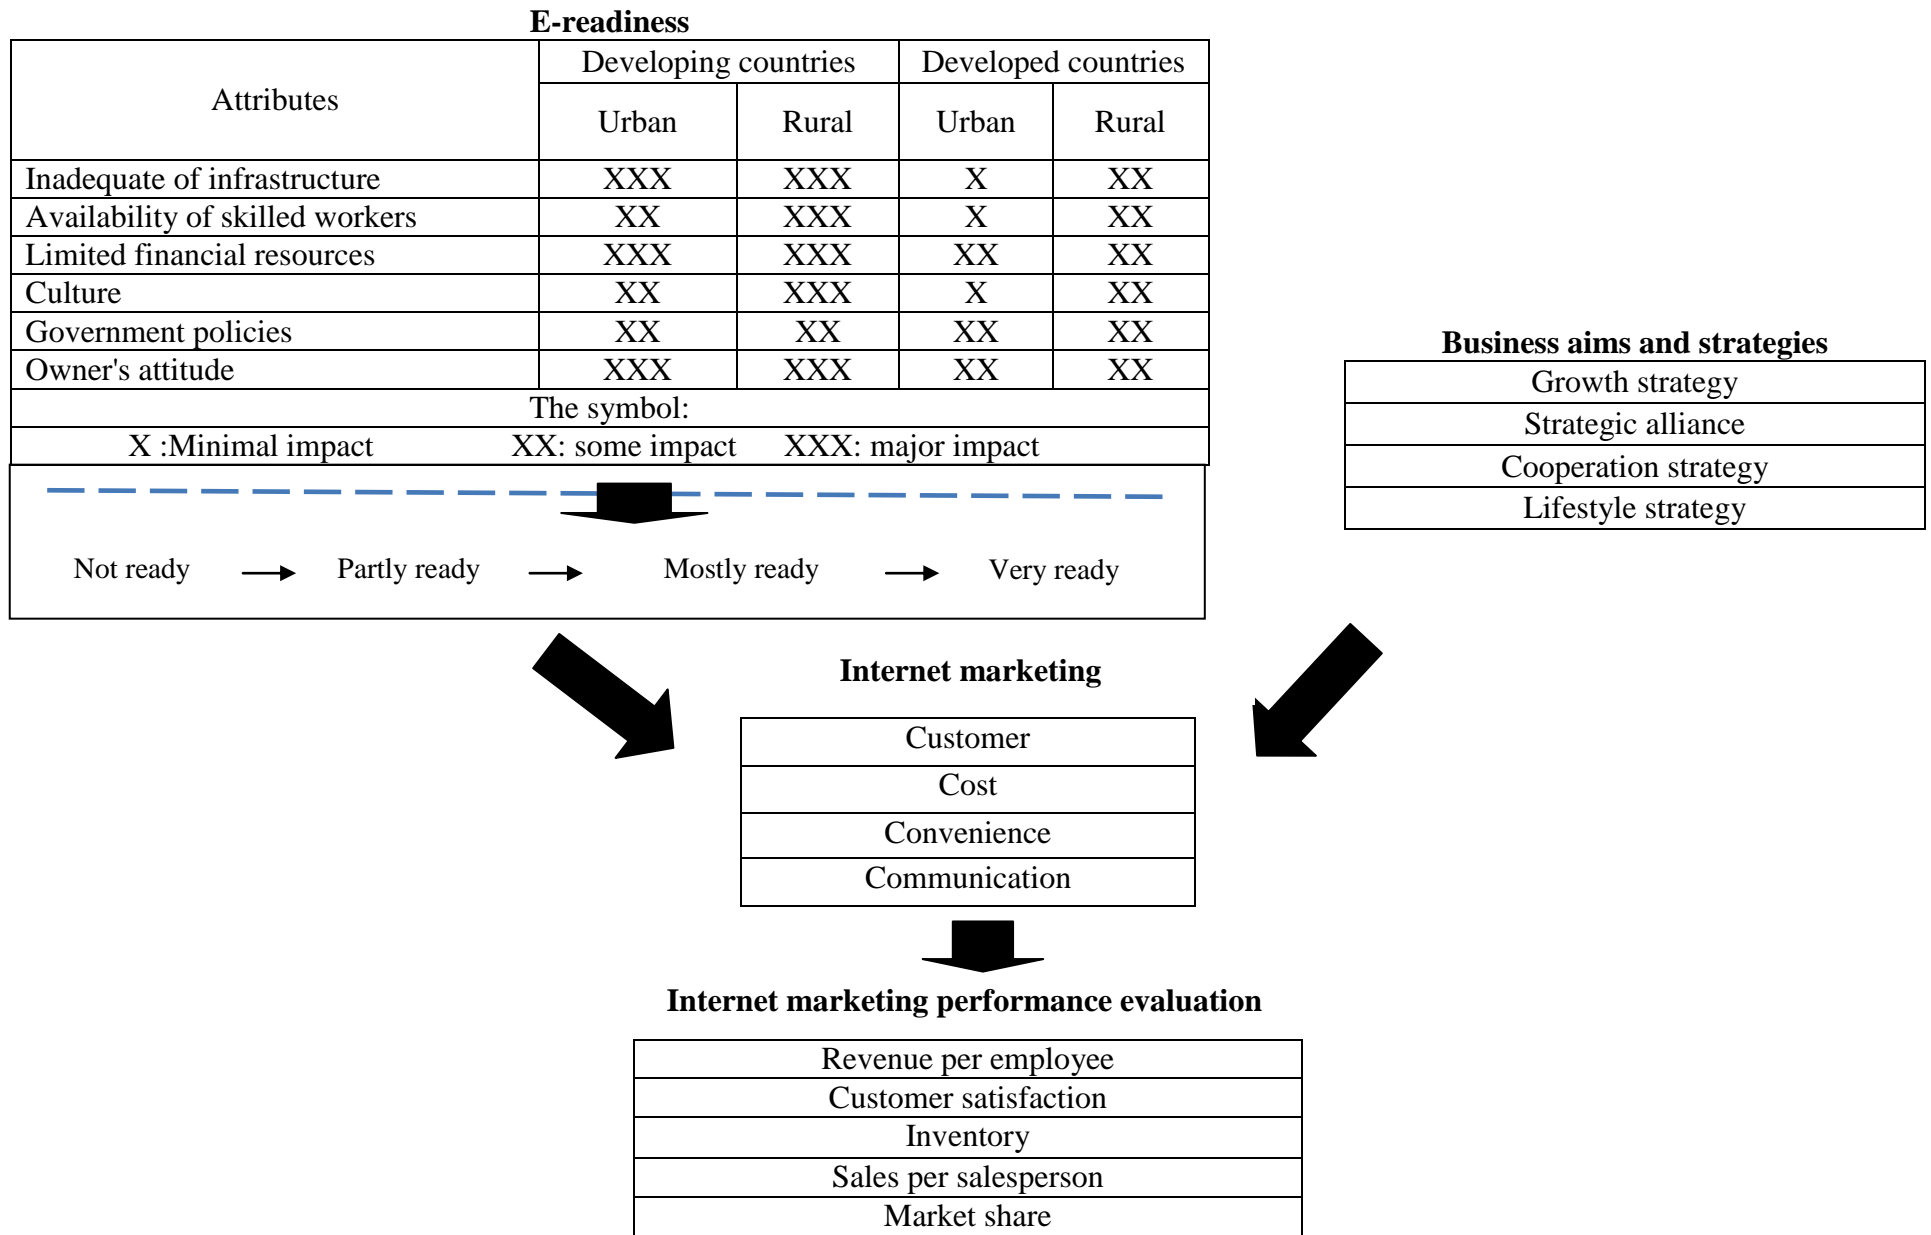 E-readiness
Attributes Developing countries Developed countries
Urban Rural Urban Rural
Inadequate of infrastructure XXX XXX X XX
Availability of skilled workers XX XXX X XX
Limited financial resources XXX XXX XX XX
Culture XX XXX X XX
Government policies XX XX XX XX
Owner's attitude XXX XXX XX XX
The symbol:
X :Minimal impact XX: some impact XXX: major impact
Not ready Partly ready Mostly ready Very ready
Business aims and strategies
Growth strategy
Strategic alliance
Cooperation strategy
Lifestyle strategy
Internet marketing
Customer
Cost
Convenience
Communication
Internet marketing performance evaluation
Revenue per employee
Customer satisfaction
Inventory
Sales per salesperson
Market share